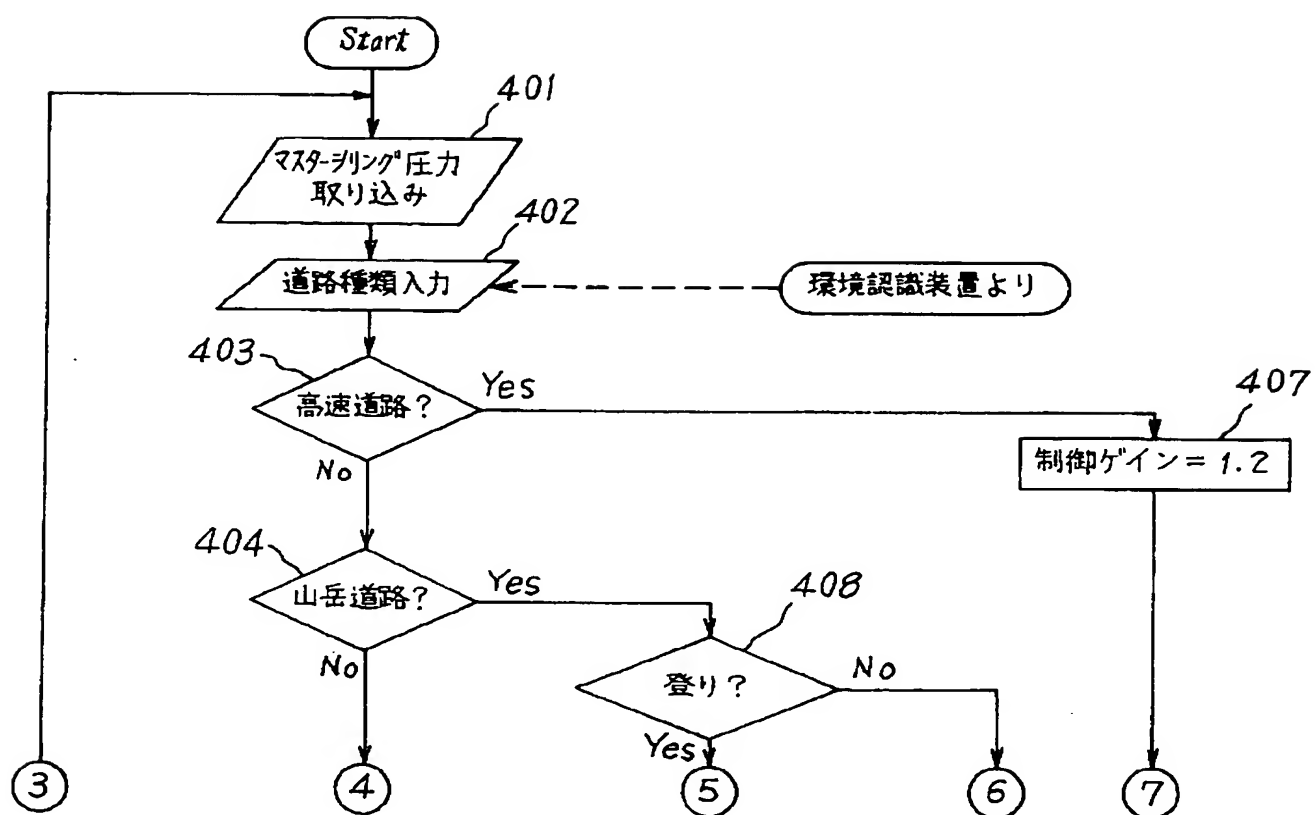 Start
401
マスターシリング圧力
取り込み
402
道路種類入力
環境認識装置より
403
高速道路?
Yes
No
407
制御ゲイン=1.2
404
山岳道路?
Yes
No
408
登り?
No
Yes
3
4
5
6
7